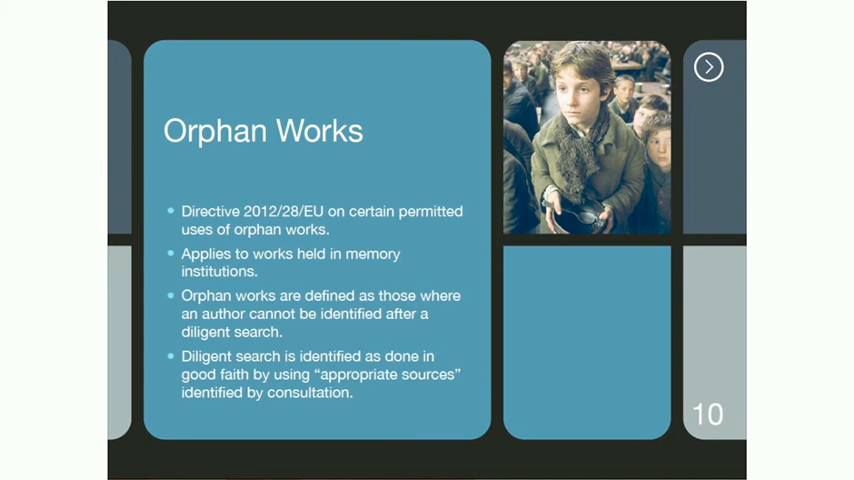 Orphan Works
Directive 2012/28/EU on certain permitted
uses of orphan works.
Applies to works held in memory
institutions.
Orphan works are defined as those where
an author cannot be identified after a
diligent search.
Diligent search is identified as done in
good faith by using “appropriate sources”
identified by consultation.
10